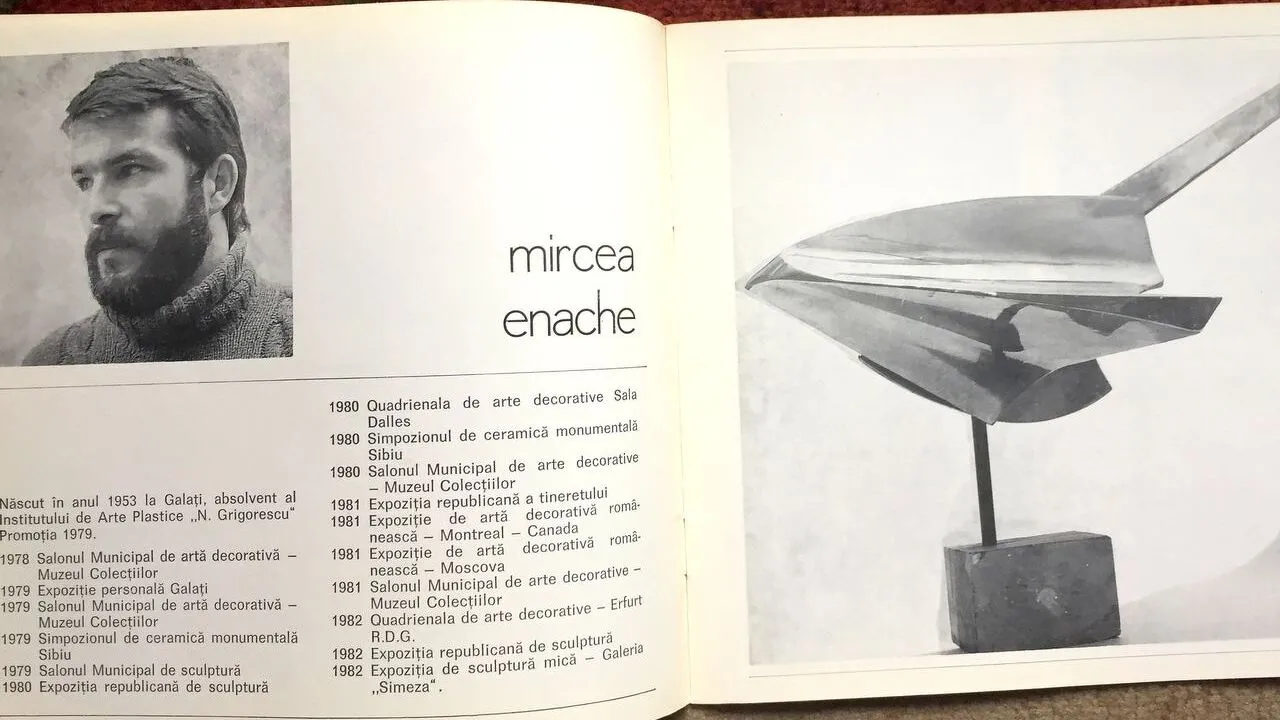 mircea
enache
Născut în anul 1953 la Galați, absolvent al
Institutului de Arte Plastice „N. Grigorescu“
Promoția 1979.
1978 Salonul Municipal de artă decorativă –
Muzeul Colecțiilor
1979 Expoziție personală Galați
1979 Salonul Municipal de artă decorativă –
Muzeul Colecțiilor
1979 Simpozionul de ceramică monumentală
Sibiu
1979 Salonul Municipal de sculptură
1980 Expoziția republicană de sculptură
1980 Quadrienala de arte decorative Sala
Dalles
1980 Simpozionul de ceramică monumentală
Sibiu
1980 Salonul Municipal de arte decorative
– Muzeul Colecțiilor
1981 Expoziția republicană a tineretului
1981 Expoziție de artă decorativă româ-
nească – Montreal – Canada
1981 Expoziție de artă decorativă româ-
nească – Moscova
1981 Salonul Municipal de arte decorative –
Muzeul Colecțiilor
1982 Quadrienala de arte decorative – Erfurt
R.D.G.
1982 Expoziția republicană de sculptură
1982 Expoziția de sculptură mică – Galeria
„Simeza“.